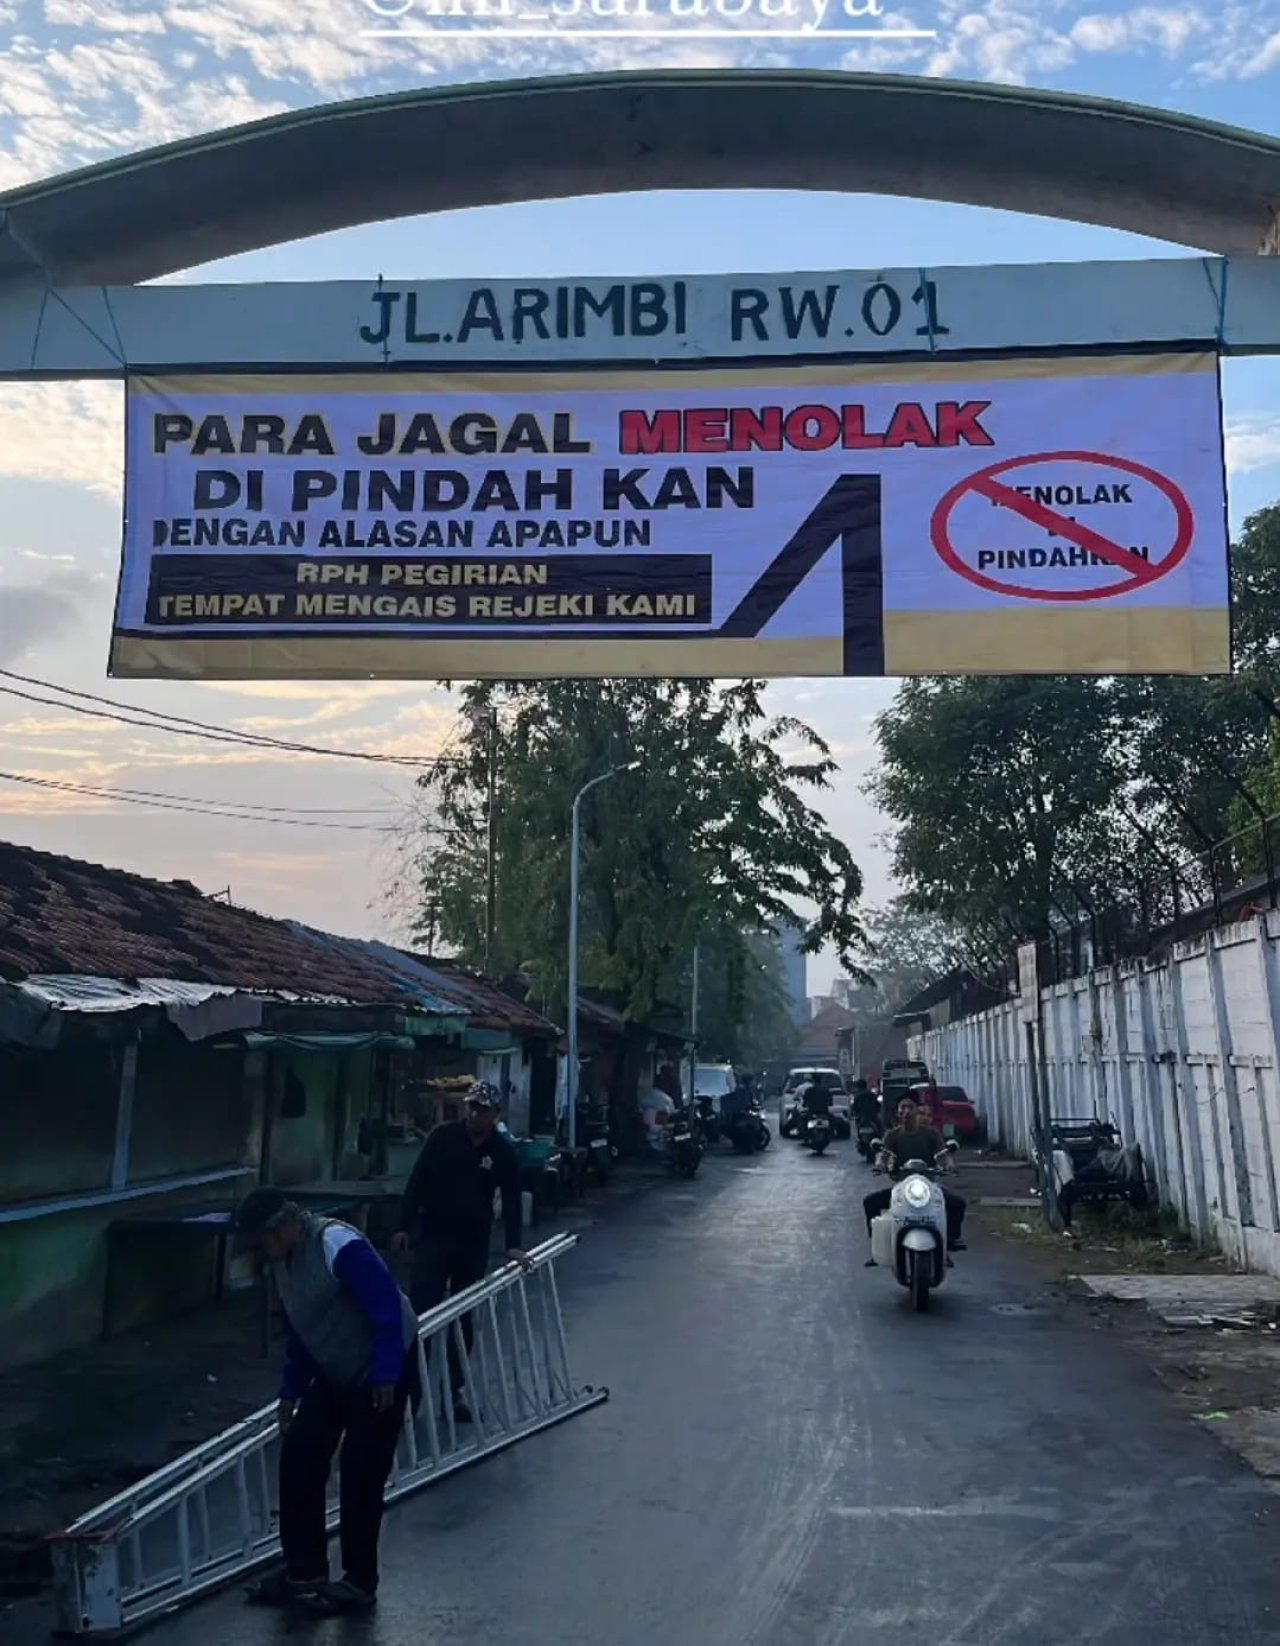 JL.ARIMBI RW.01
PARA JAGAL MENOLAK
DI PINDAH KAN
DENGAN ALASAN APAPUN
RPH PEGIRIAN
TEMPAT MENGAIS REJEKI KAMI
MENOLAK
PINDAHKAN